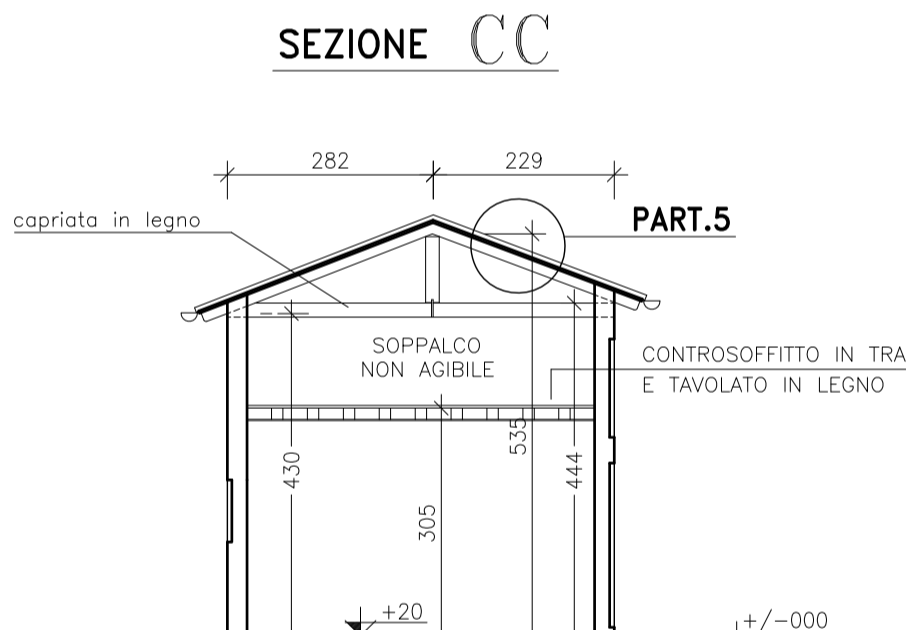 SEZIONE CC
282
229
capriata in legno
PART.5
SOPPALCO
NON AGIBILE
CONTROSOFFITTO IN TRA
E TAVOLATO IN LEGNO
430
305
535
444
+20
+/-000